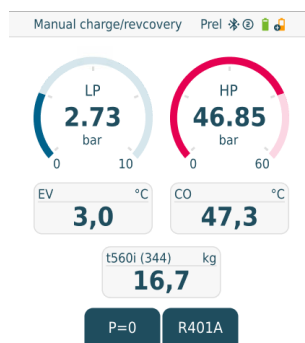 Manual charge/revcovery Prel ②
LP HP
2.73 46.85
bar bar
0 10 0 60
EV °C CO °C
3,0 47,3
t560i (344) kg
16,7
P=0 R401A